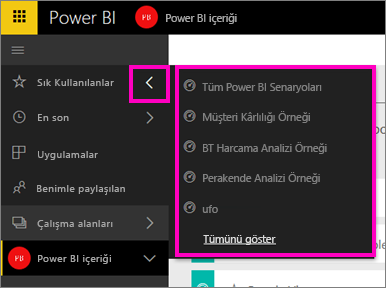 Power BI
PB
Power BI içeriği
Sık Kullanılanlar
En son
Uygulamalar
Benimle paylaşılan
Çalışma alanları
PB
Power BI içeriği
Tüm Power BI Senaryoları
Müşteri Kârlılığı Örneği
BT Harcama Analizi Örneği
Perakende Analizi Örneği
ufo
Tümünü göster